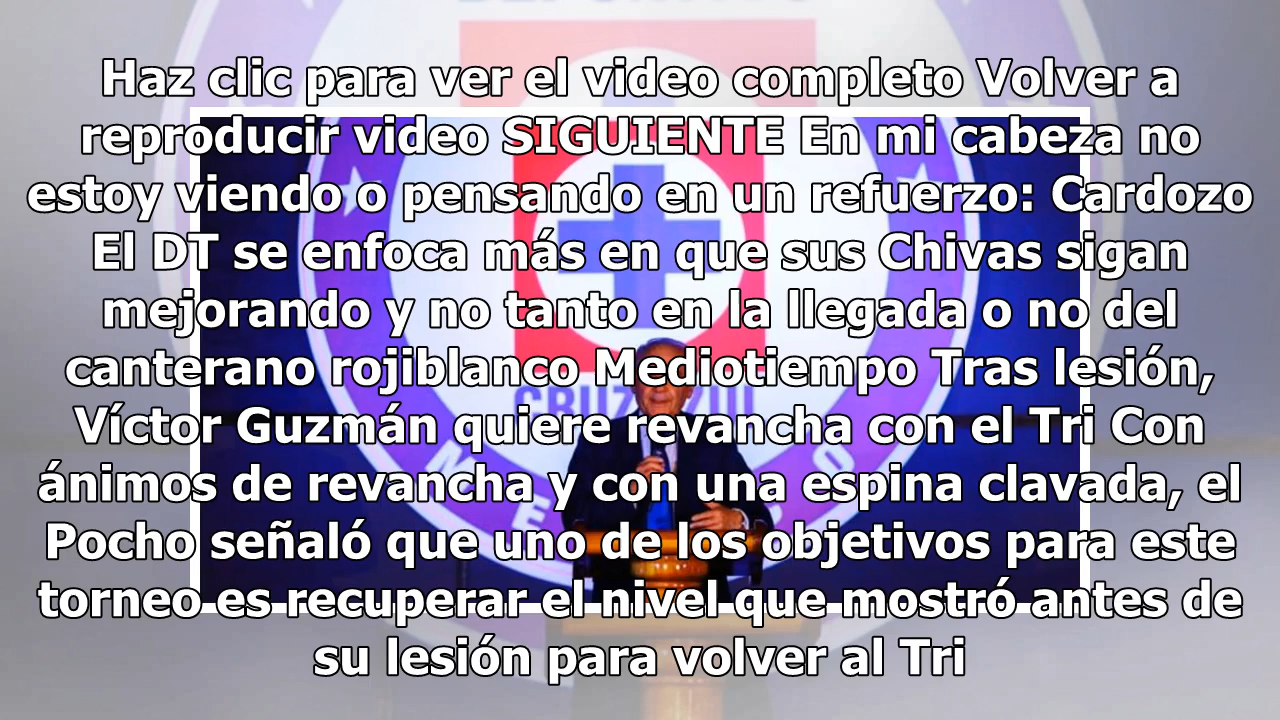 DEPORTIVO
Haz clic para ver el video completo Volver a
reproducir video SIGUIENTE En mi cabeza no
estoy viendo o pensando en un refuerzo: Cardozo
El DT se enfoca más en que sus Chivas sigan
mejorando y no tanto en la llegada o no del
canterano rojiblanco Mediotiempo Tras lesión,
CRUZ AZUL
Víctor Guzmán quiere revancha con el Tri Con
ánimos de revancha y con una espina clavada, el
Pocho señaló que uno de los objetivos para este
torneo es recuperar el nivel que mostró antes de
su lesión para volver al Tri